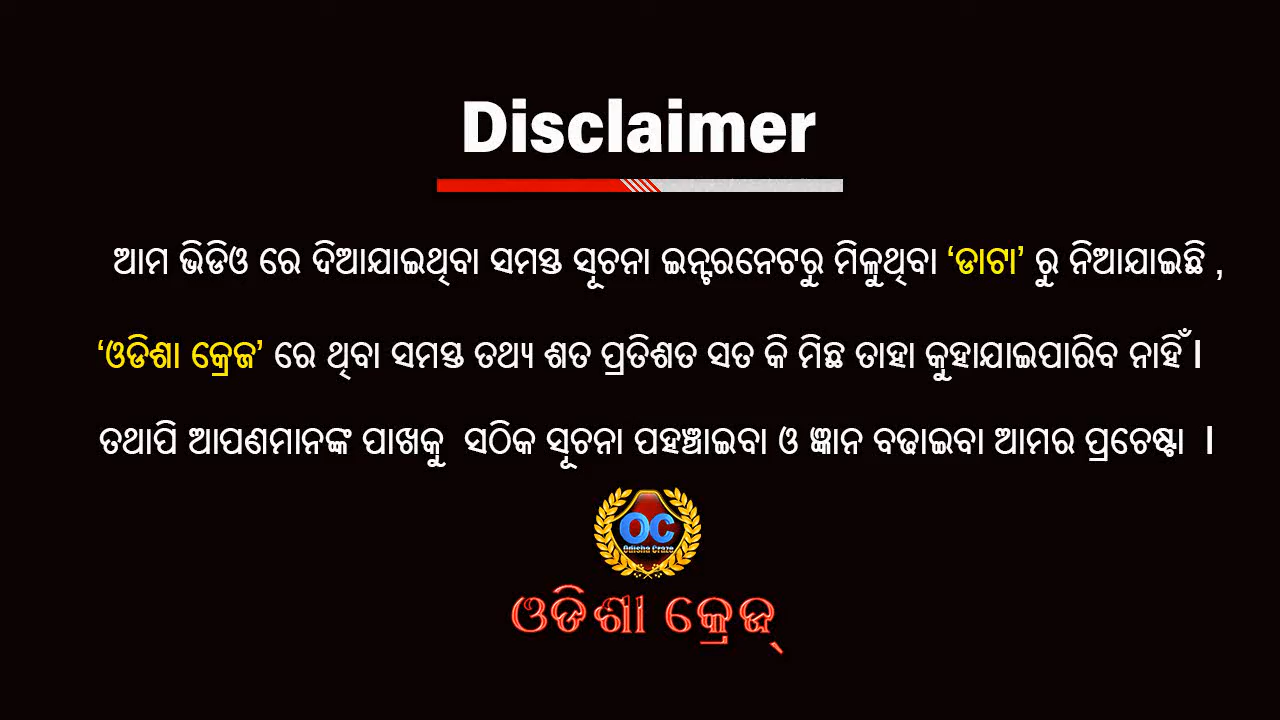 Disclaimer
ଆମ ଭିଡିଓ ରେ ଦିଆଯାଇଥିବା ସମସ୍ତ ସୂଚନା ଇନ୍ଟରନେଟରୁ ମିଳୁଥିବା ‘ଡାଟା’ ରୁ ନିଆଯାଇଛି ,
‘ଓଡିଶା କ୍ରେଜ’ ରେ ଥିବା ସମସ୍ତ ତଥ୍ୟ ଶତ ପ୍ରତିଶତ ସତ କି ମିଛ ତାହା କୁହାଯାଇପାରିବ ନାହିଁ ।
ତଥାପି ଆପଣମାନଙ୍କ ପାଖକୁ ସଠିକ ସୂଚନା ପହଞ୍ଚାଇବା ଓ ଜ୍ଞାନ ବଢାଇବା ଆମର ପ୍ରଚେଷ୍ଟା ।
OC
Odisha Craze
ଓଡିଶା କ୍ରେଜ୍